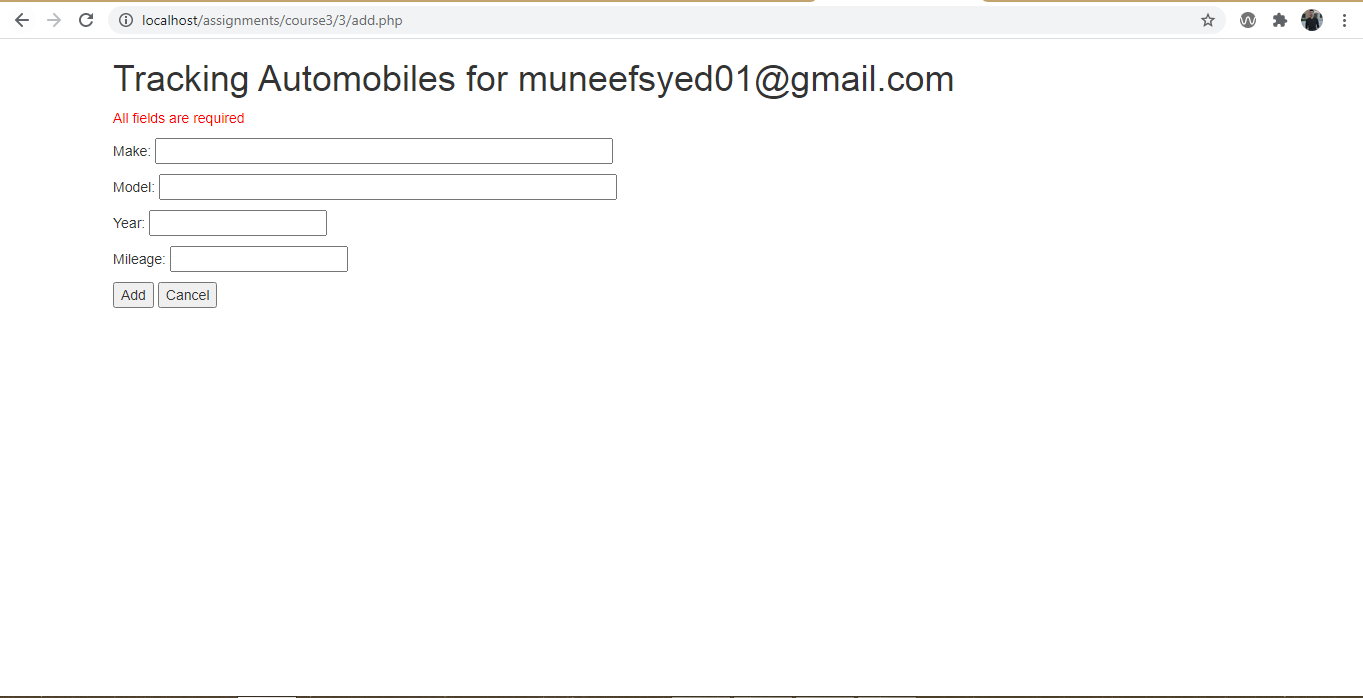 localhost/assignments/course3/3/add.php
Tracking Automobiles for muneefsyed01@gmail.com
All fields are required
Make:
Model:
Year:
Mileage:
Add Cancel